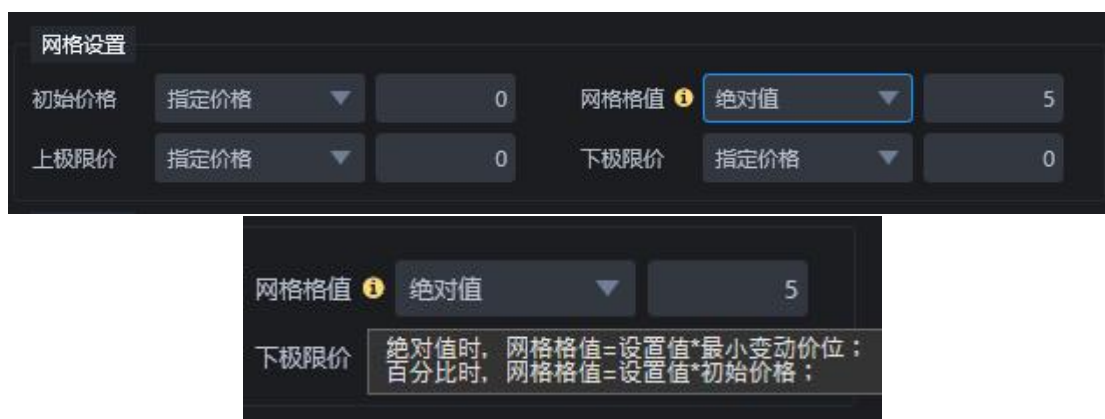 网格设置
初始价格 指定价格 0 网格格值 绝对值 5
上极限价 指定价格 0 下极限价 指定价格 0
网格格值 绝对值 5
下极限价
绝对值时，网格格值=设置值*最小变动价位；
百分比时，网格格值=设置值*初始价格；